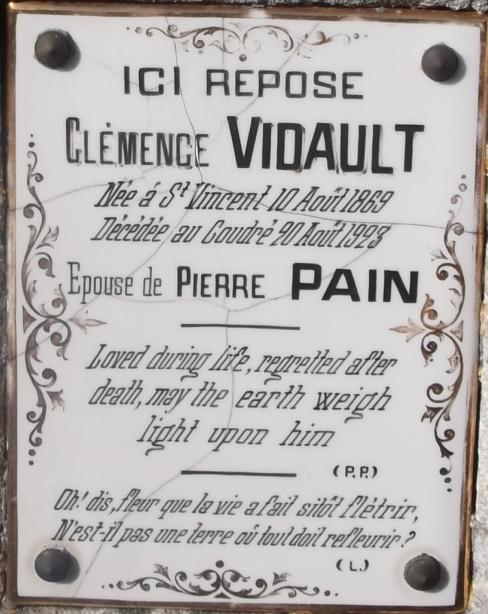 ICI REPOSE
CLÉMENCE VIDAULT
Née á St Vincent 10 Août 1869
Décédée au Coudré 20 Août 1923
Epouse de PIERRE PAIN
Loved during life, regretted after
death, may the earth weigh
light upon him
(P.P.)
Oh! dis, fleur que la vie a fait sitôt flétrir,
N'est-il pas une terre où tout doit refleurir?
(L.)